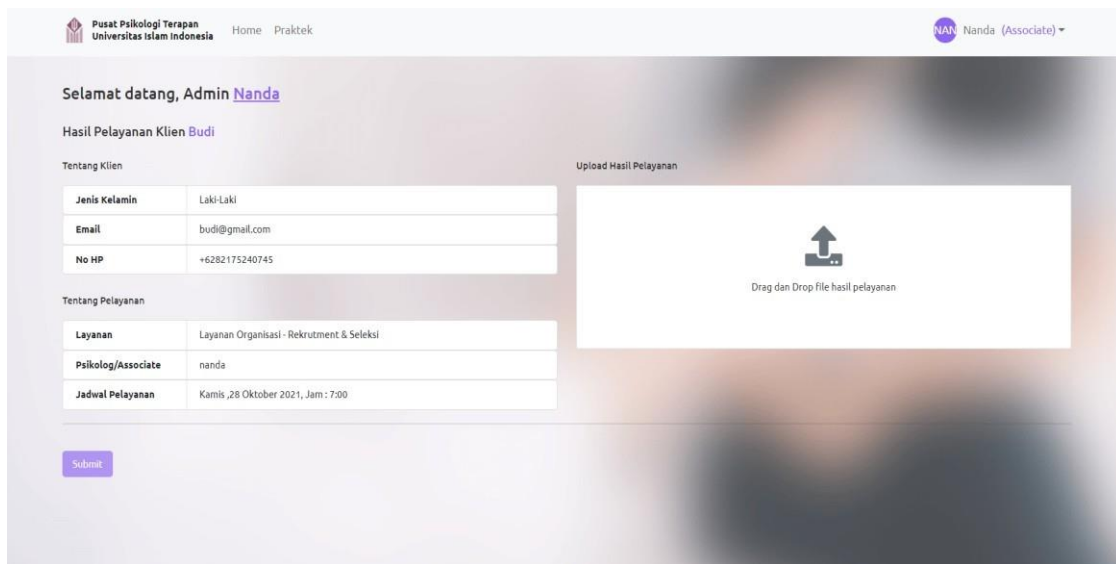 Pusat Psikologi Terapan
Universitas Islam Indonesia
Home Praktek
NAN Nanda (Associate)
Selamat datang, Admin Nanda
Hasil Pelayanan Klien Budi
Tentang Klien
Jenis Kelamin Laki-Laki
Email budi@gmail.com
No HP +6282175240745
Tentang Pelayanan
Layanan Layanan Organisasi - Rekrutment & Seleksi
Psikolog/Associate nanda
Jadwal Pelayanan Kamis ,28 Oktober 2021, Jam : 7:00
Upload Hasil Pelayanan
Drag dan Drop file hasil pelayanan
Submit